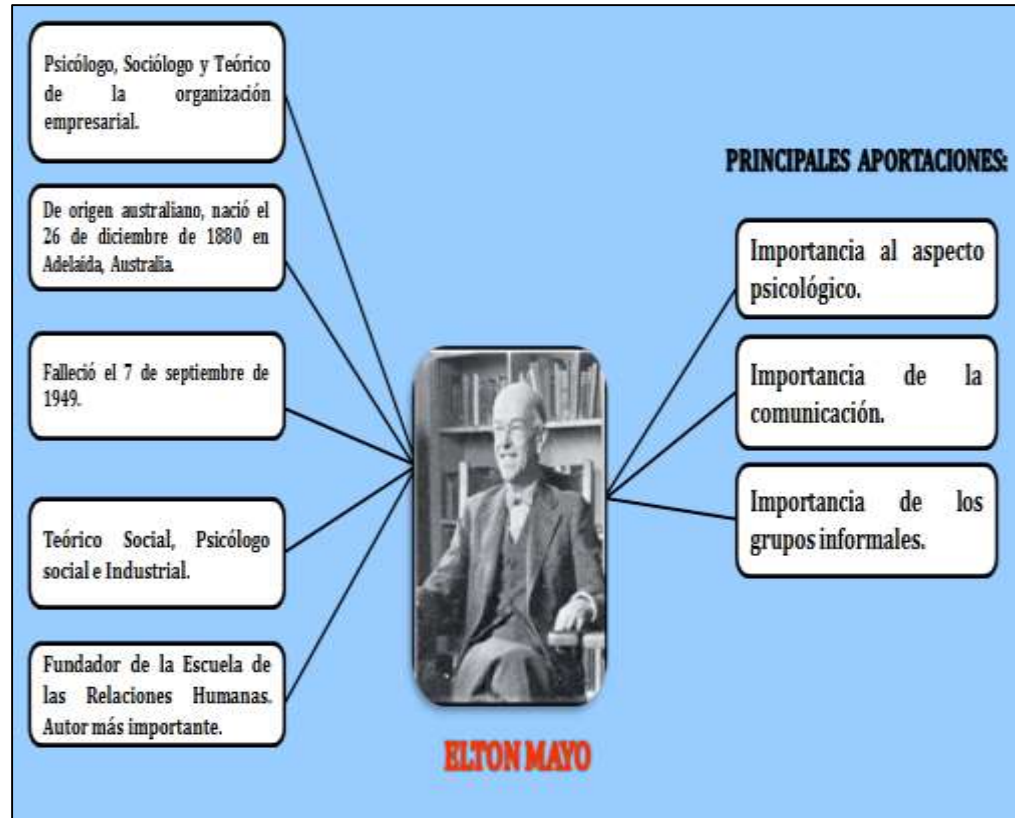 Psicólogo, Sociólogo y Teórico
de la organización
empresarial.
De origen australiano, nació el
26 de diciembre de 1880 en
Adelaida, Australia.
Falleció el 7 de septiembre de
1949.
Teórico Social, Psicólogo
social e Industrial.
Fundador de la Escuela de
las Relaciones Humanas.
Autor más importante.
ELTON MAYO
PRINCIPALES APORTACIONES:
Importancia al aspecto
psicológico.
Importancia de la
comunicación.
Importancia de los
grupos informales.